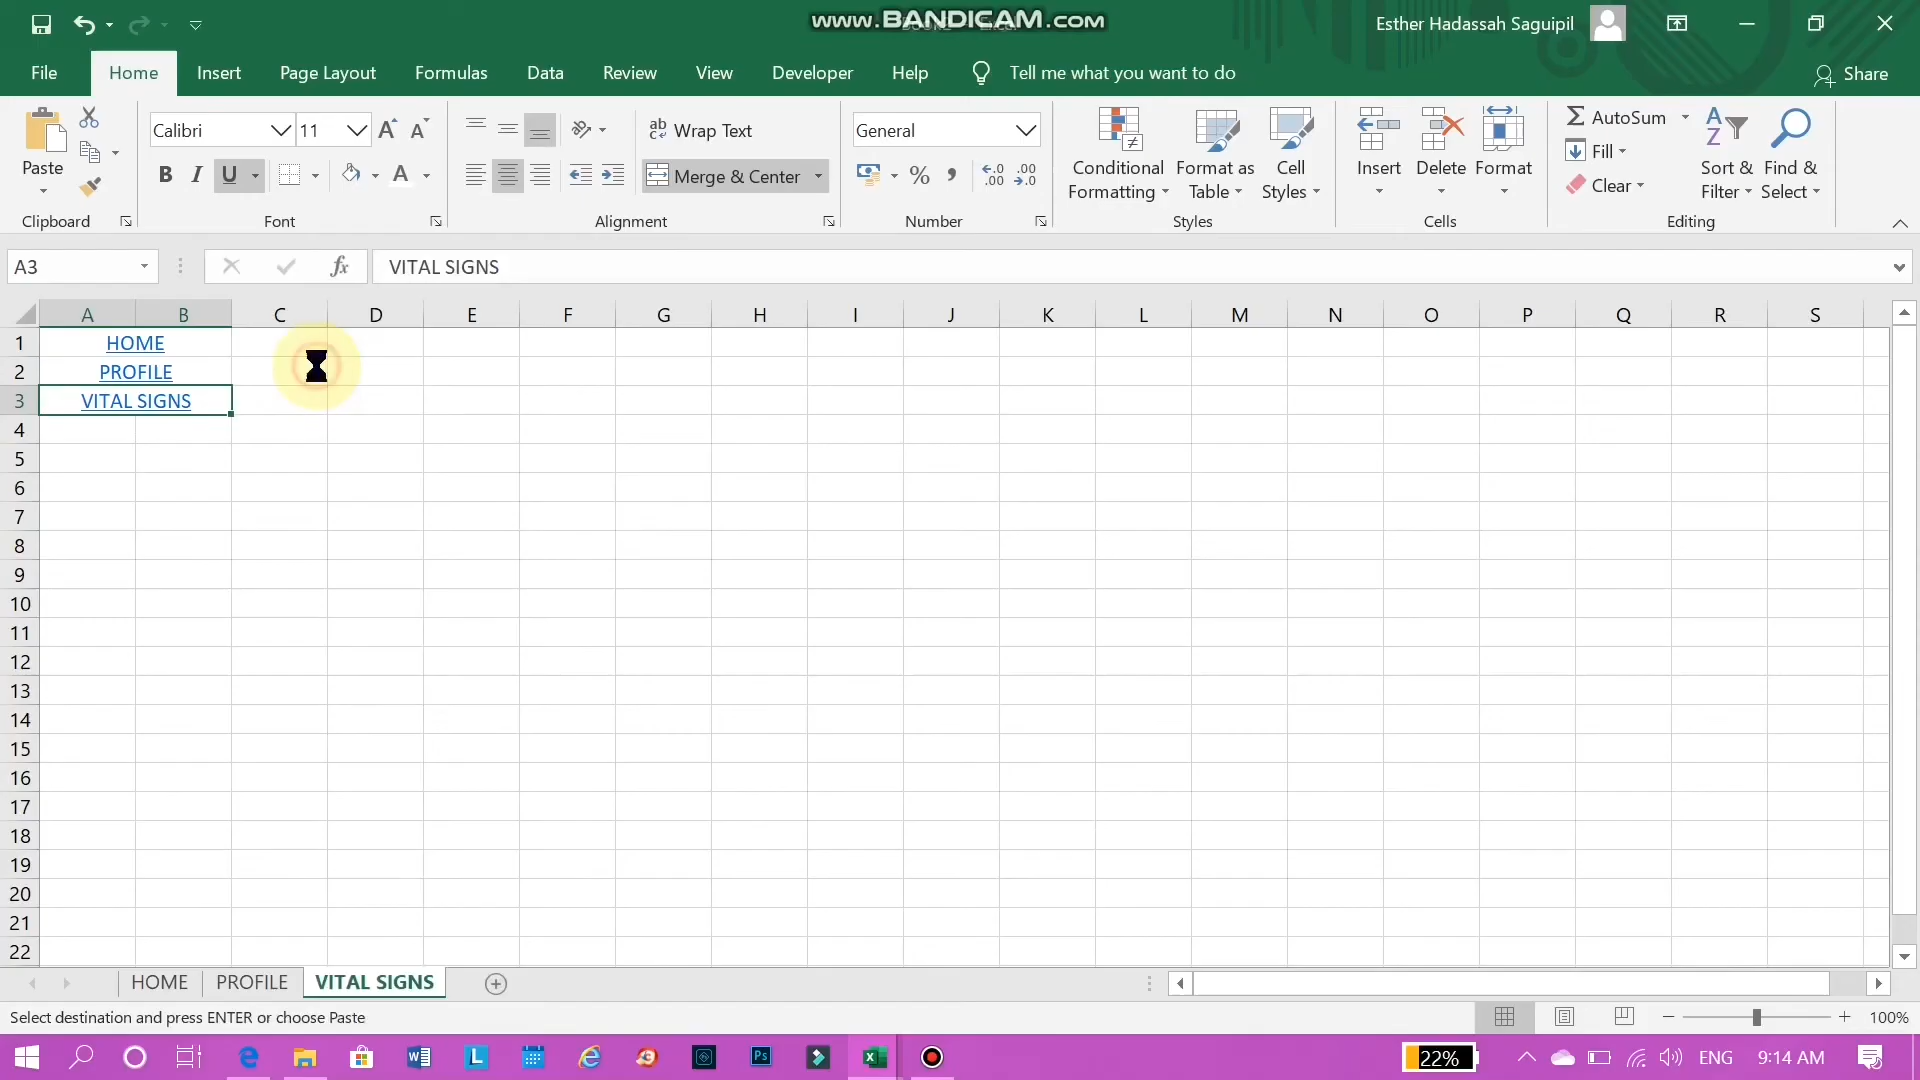 www.BANDICAM.com
Esther Hadassah Saguipil
File Home Insert Page Layout Formulas Data Review View Developer Help Tell me what you want to do Share
Calibri 11 Wrap Text General
Paste B I U A Merge & Center % , Conditional Formatting Format as Table Cell Styles Insert Delete Format AutoSum Fill Clear Sort & Filter Find & Select
Clipboard Font Alignment Number Styles Cells Editing
A3 fx VITAL SIGNS
A B C D E F G H I J K L M N O P Q R S
1 HOME
2 PROFILE
3 VITAL SIGNS
4
5
6
7
8
9
10
11
12
13
14
15
16
17
18
19
20
21
22
HOME PROFILE VITAL SIGNS
Select destination and press ENTER or choose Paste 100%
22% ENG 9:14 AM